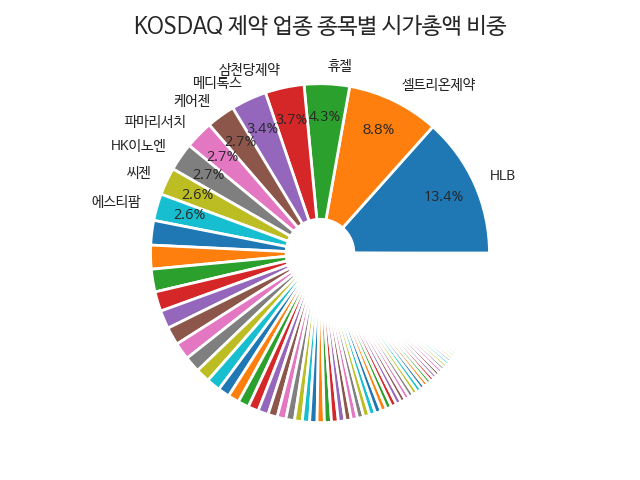 KOSDAQ 제약 업종 종목별 시가총액 비중
HLB
13.4%
셀트리온제약
8.8%
휴젤
4.3%
삼천당제약
3.7%
메디톡스
3.4%
케어젠
2.7%
파마리서치
2.7%
HK이노엔
2.7%
씨젠
2.6%
에스티팜
2.6%